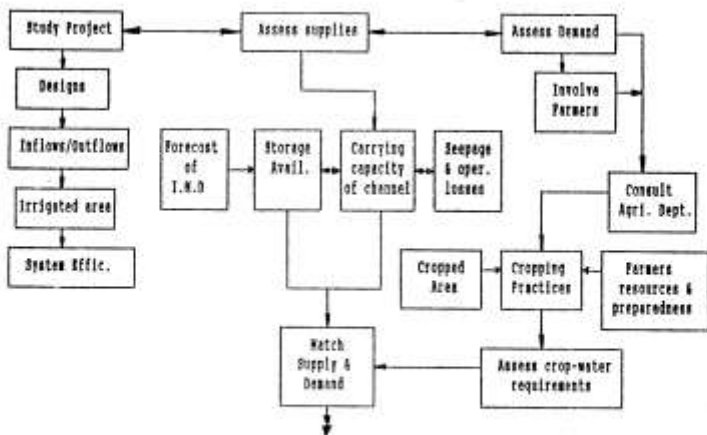 Study Project
Assess supplies
Assess Demand
Designs
Involve
Farmers
Inflows/Outflows
Forecast
of
I.M.D
Storage
Avail.
Carrying
capacity
of channel
Seepage
& oper.
losses
Irrigated area
Consult
Agri. Dept.
System Effic.
Cropped
Area
Cropping
Practices
Farmers
resources &
preparedness
Match
Supply &
Demand
Assess crop-water
requirements